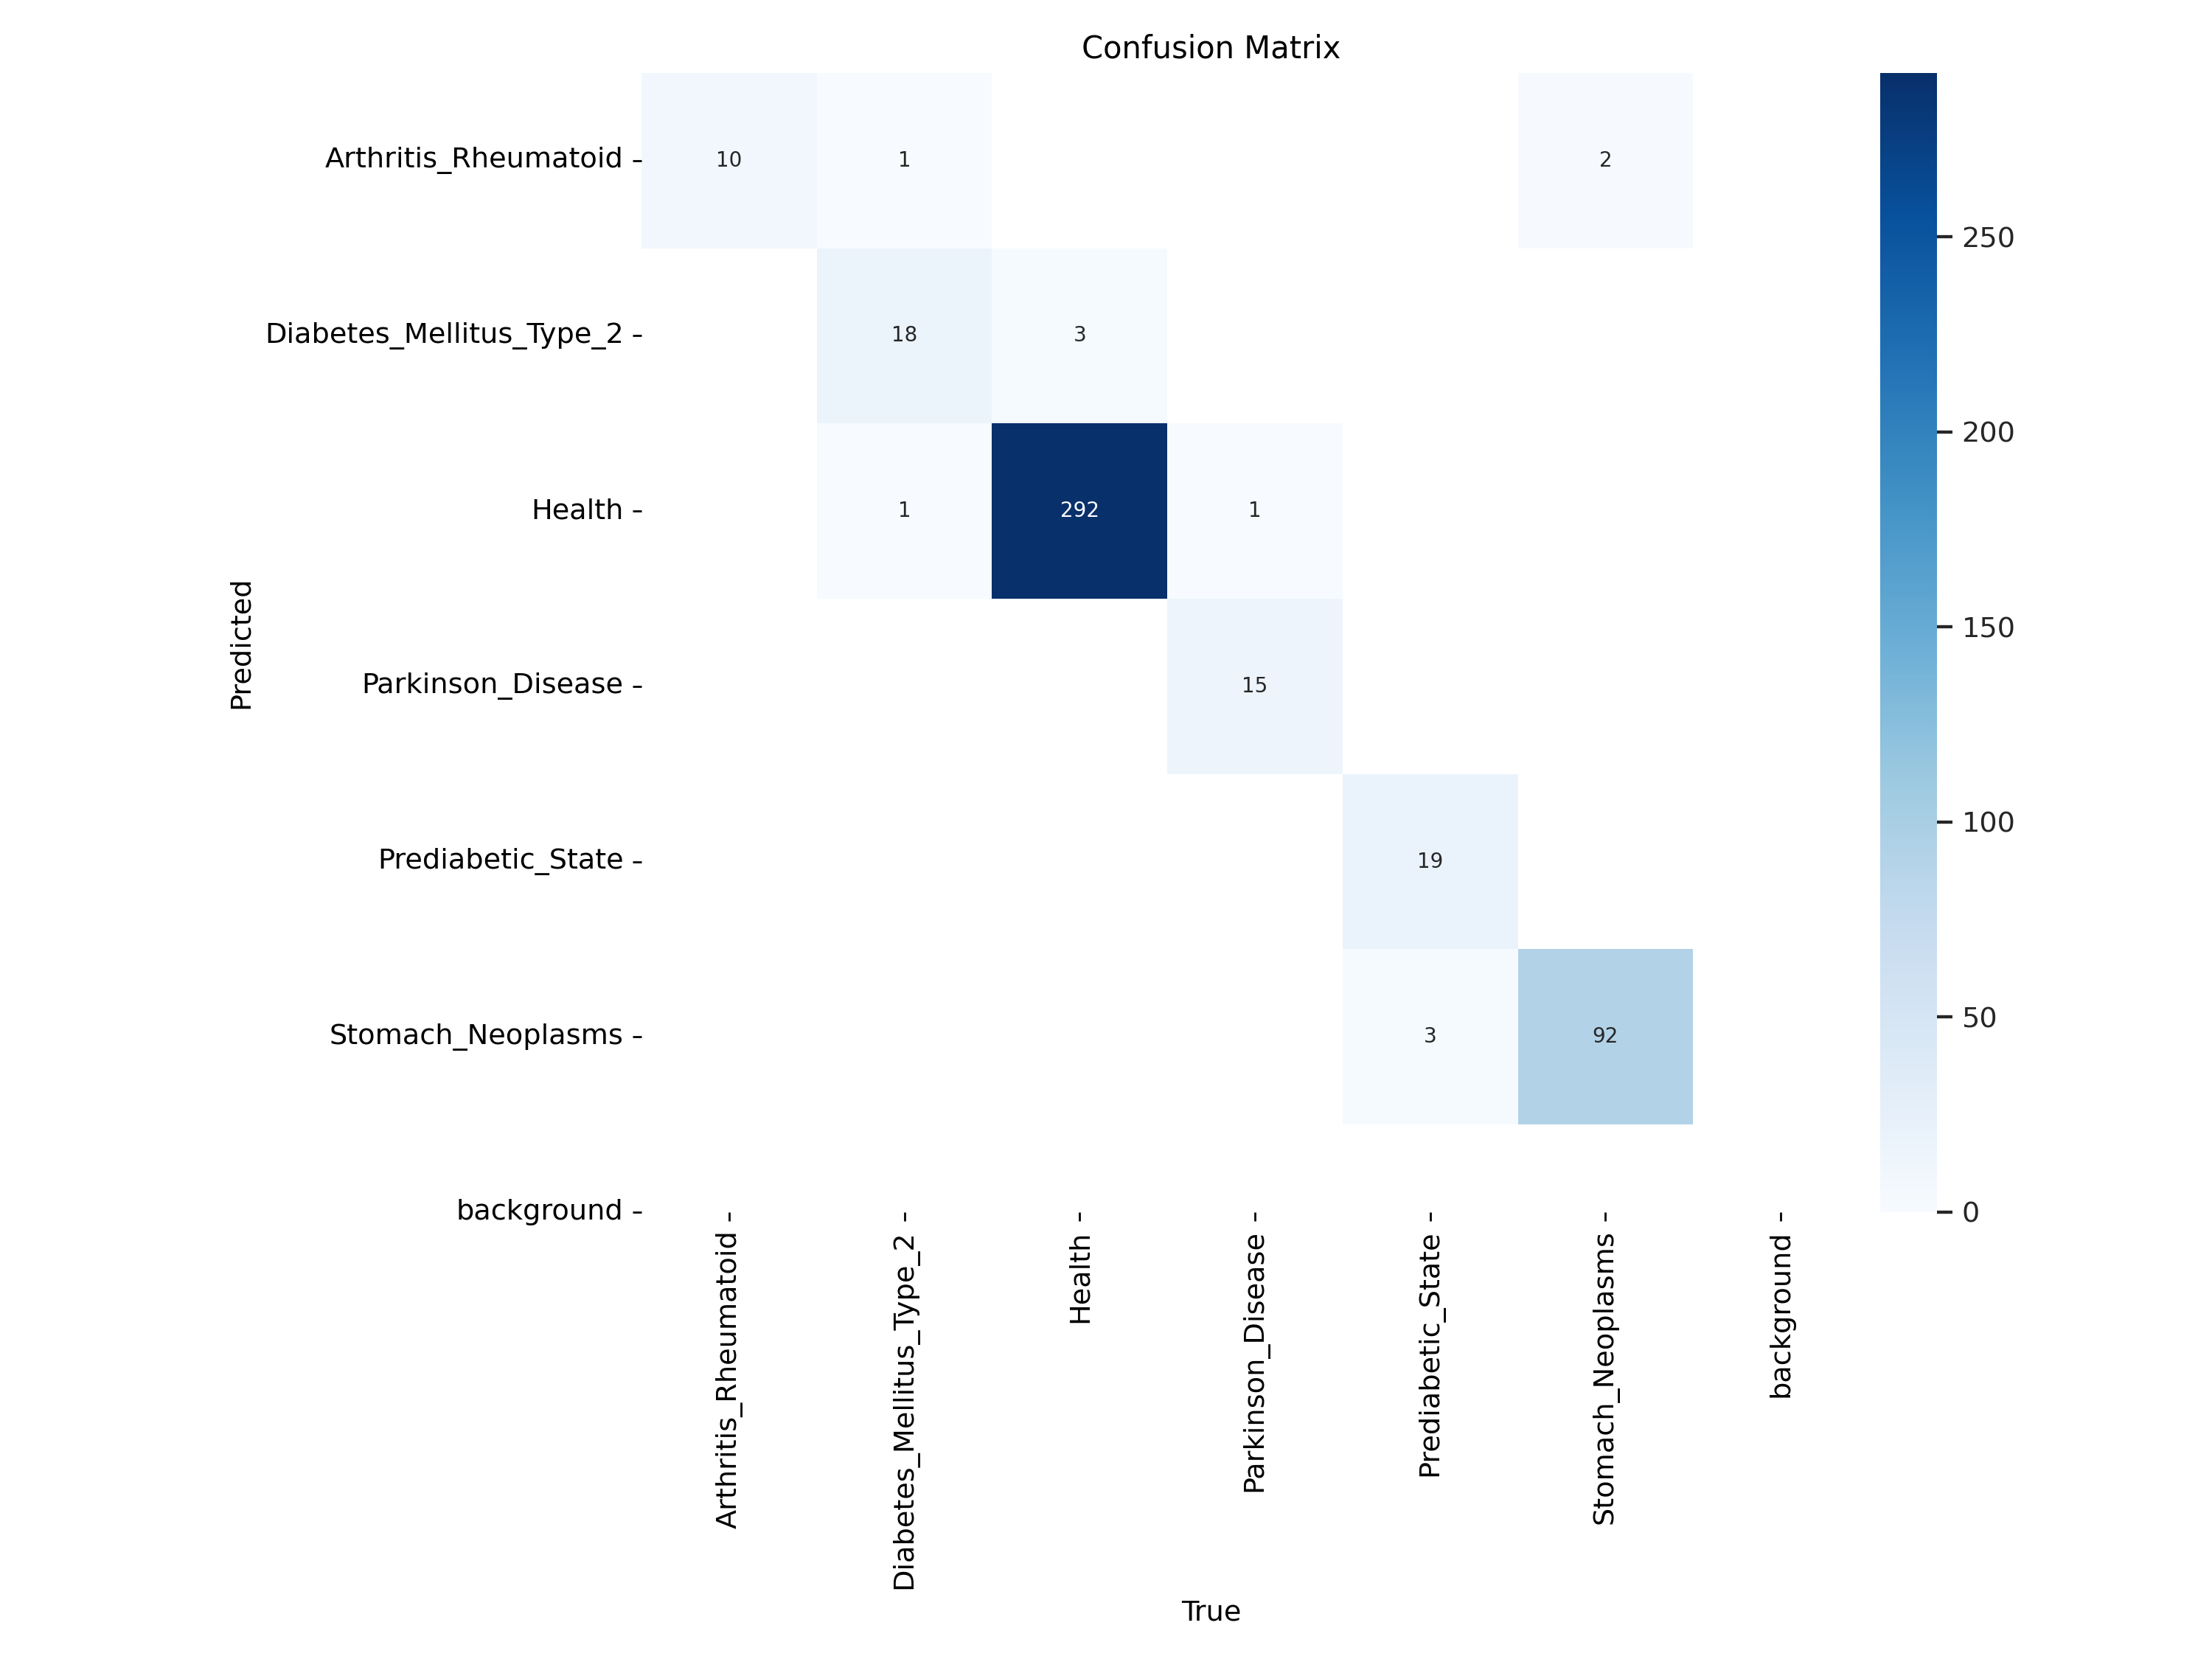 Confusion Matrix
Arthritis_Rheumatoid
10
1
2
Diabetes_Mellitus_Type_2
18
3
Health
1
292
1
Parkinson_Disease
15
Prediabetic_State
19
Stomach_Neoplasms
3
92
background
Predicted
Arthritis_Rheumatoid
Diabetes_Mellitus_Type_2
Health
Parkinson_Disease
Prediabetic_State
Stomach_Neoplasms
background
True
250
200
150
100
50
0